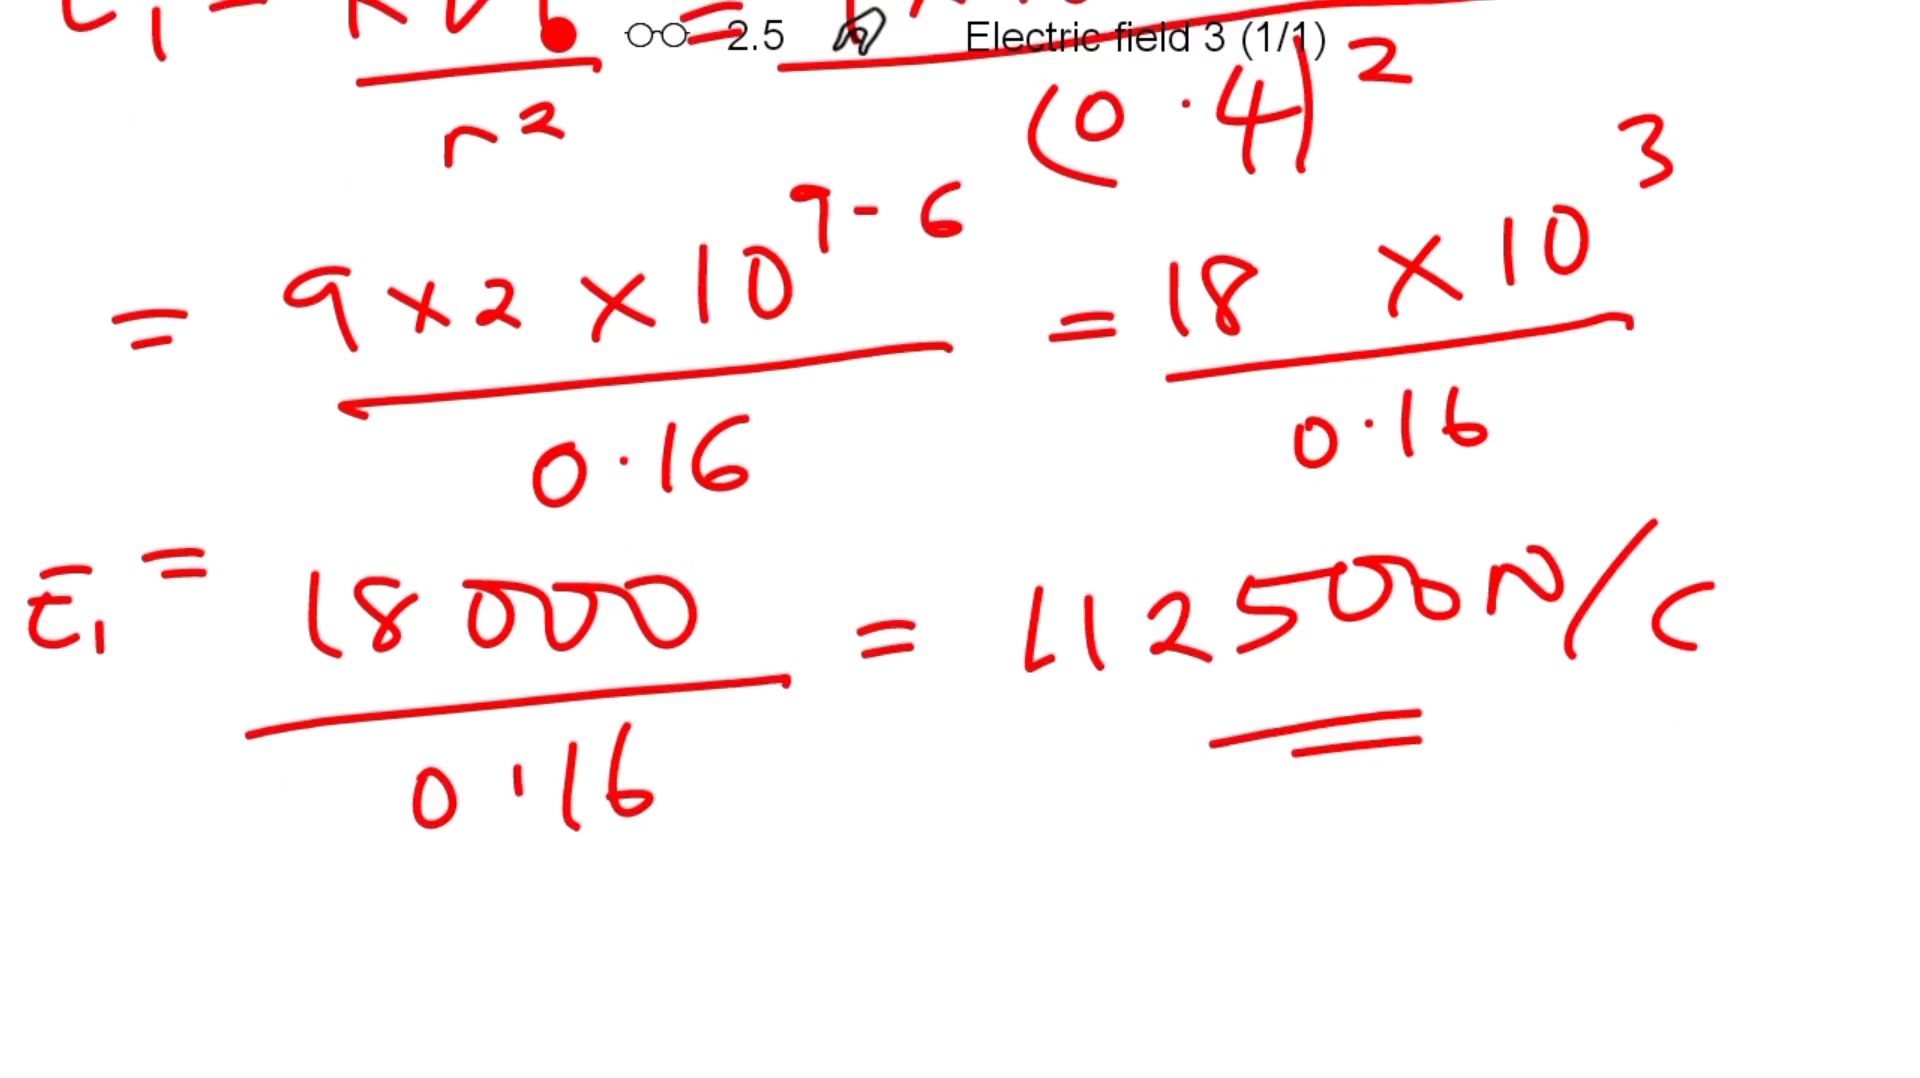 2.5 Electric field 3 (1/1)
r² (0.4)²
= 9 × 2 × 10⁹⁻⁶ / 0.16 = 18 × 10³ / 0.16
E₁ = 18000 / 0.16 = 112500 N/C